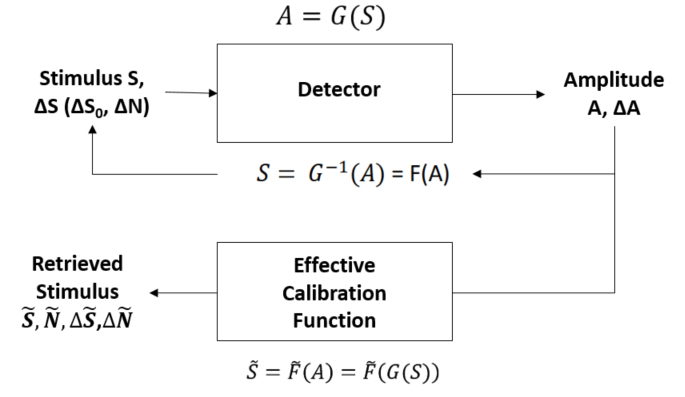 A = G(S)
Stimulus S,
ΔS (ΔS₀, ΔN)
Detector
Amplitude
A, ΔA
S = G⁻¹(A) = F(A)
Retrieved
Stimulus
S̃, Ñ, ΔS̃,ΔÑ
Effective
Calibration
Function
S̃ = F̃(A) = F̃(G(S))